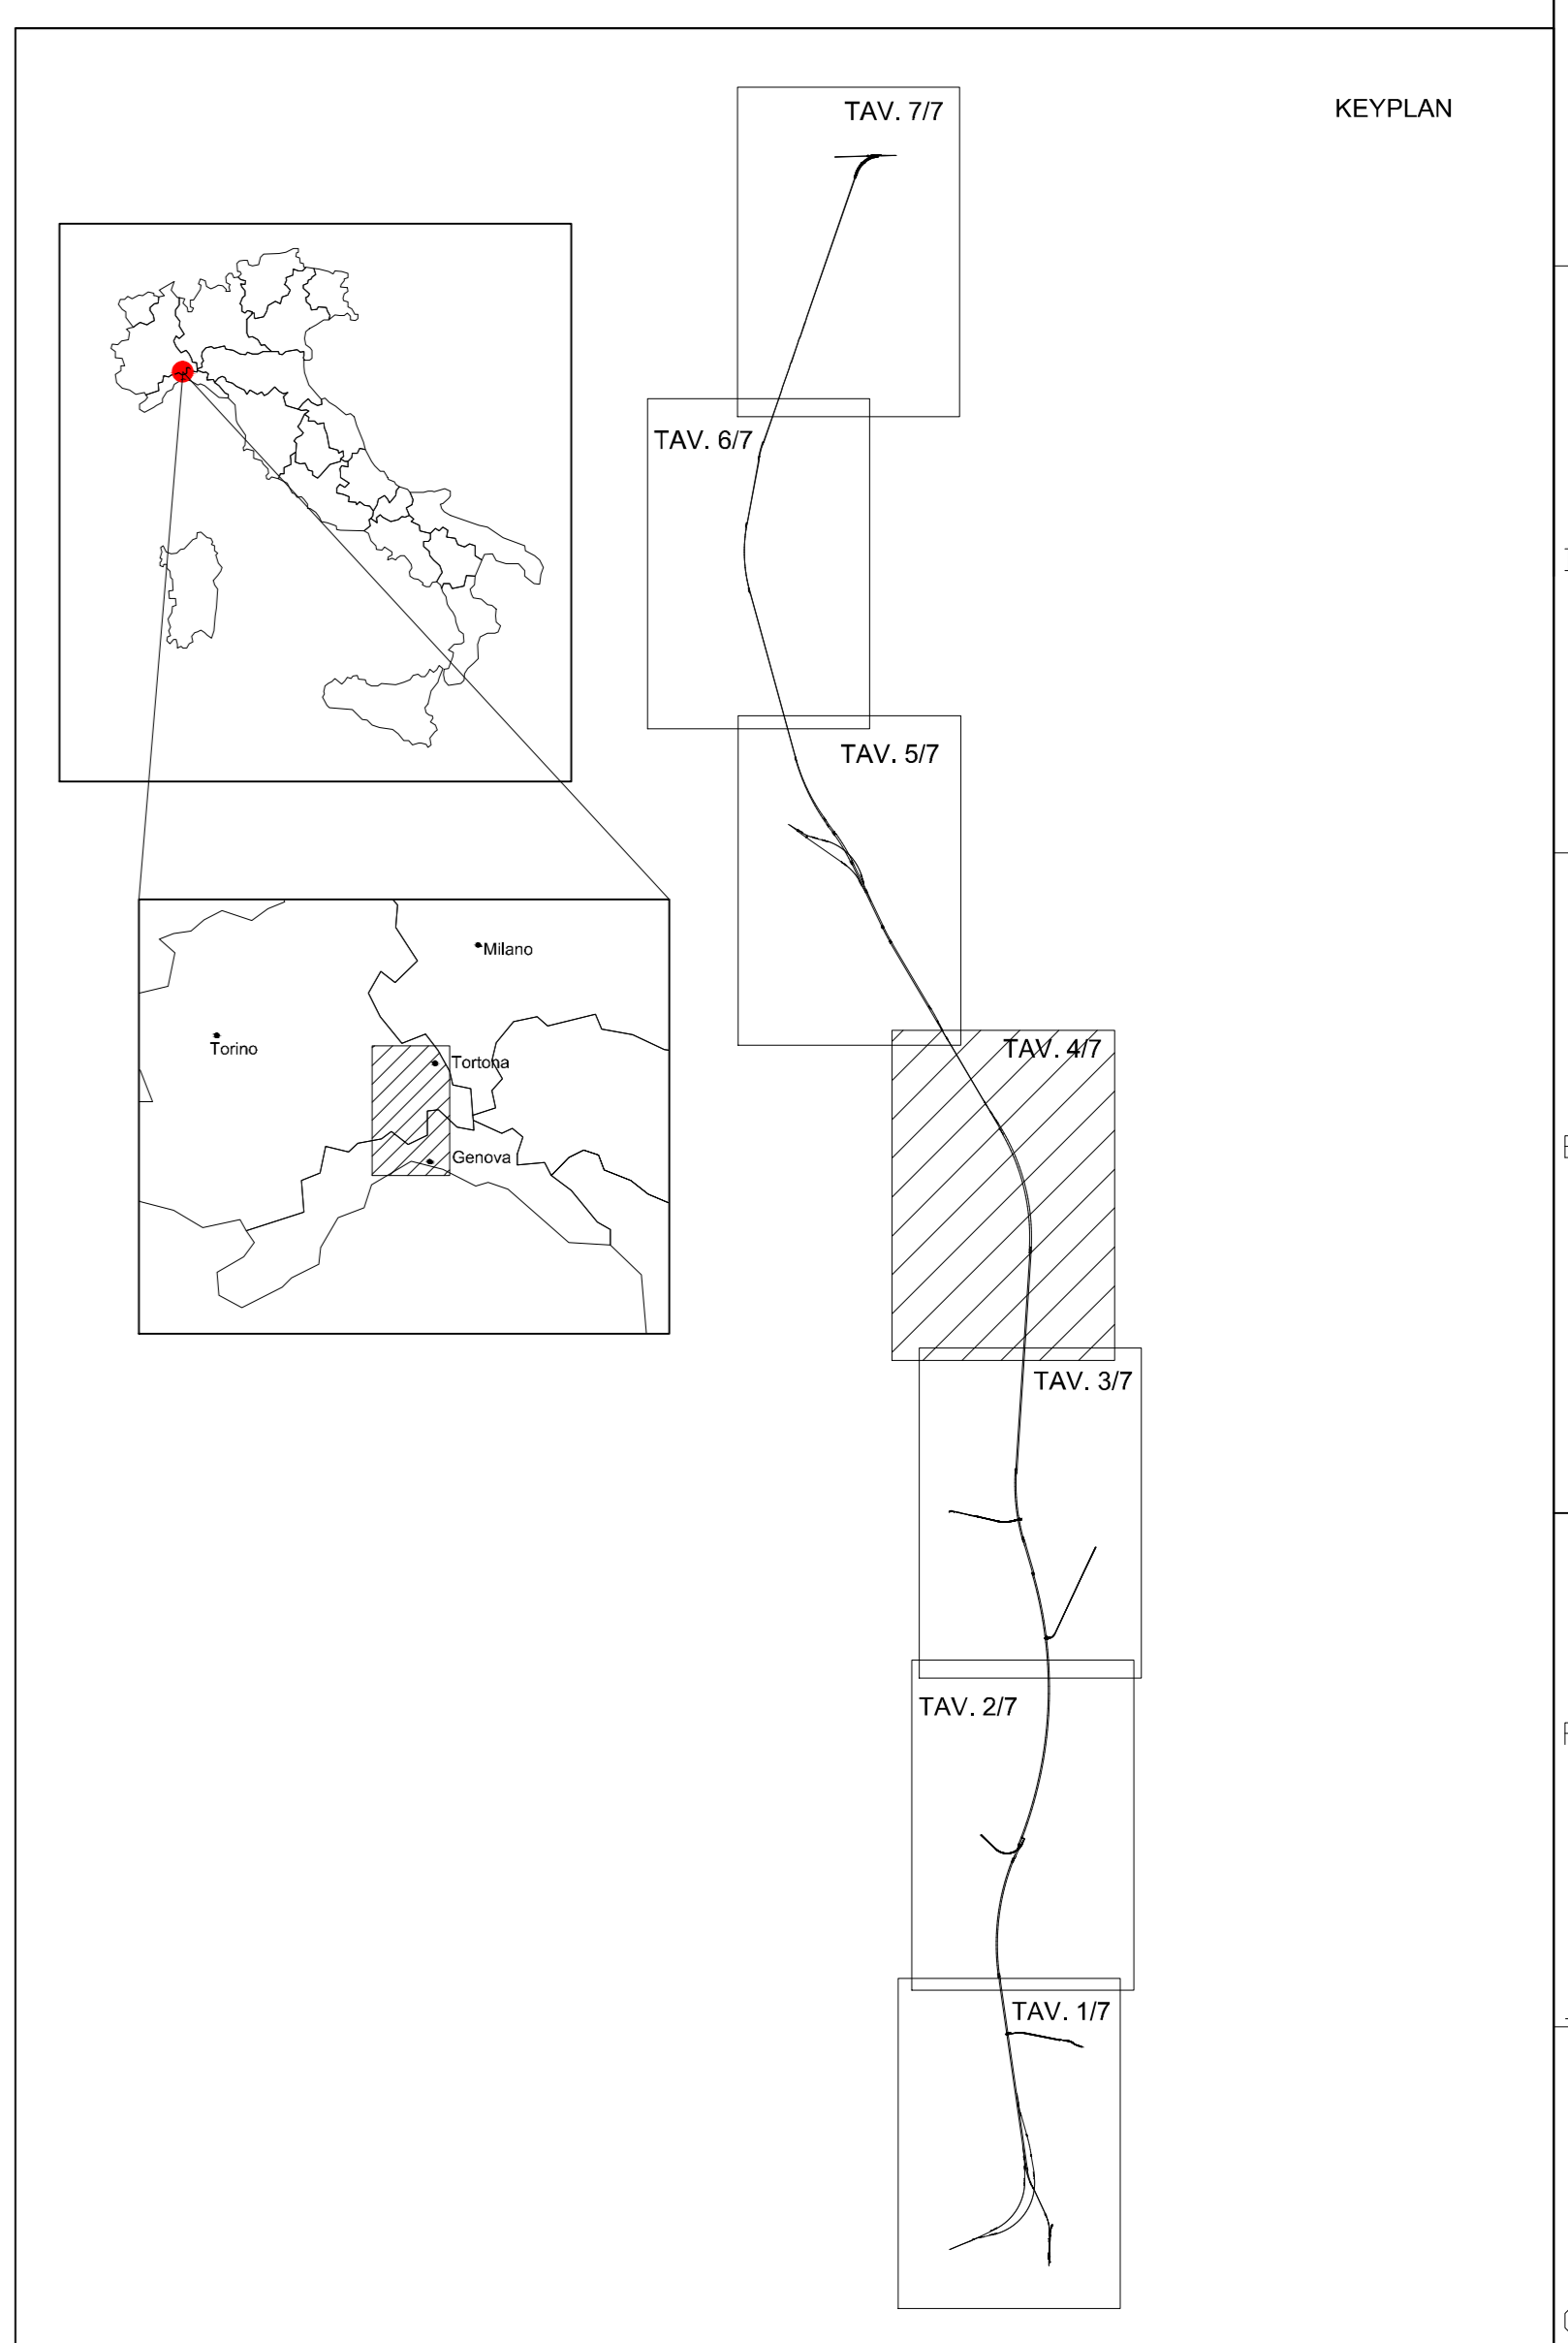 TAV. 7/7
KEYPLAN
TAV. 6/7
TAV. 5/7
Milano
Torino
Tortona
TAV. 4/7
Genova
TAV. 3/7
TAV. 2/7
TAV. 1/7